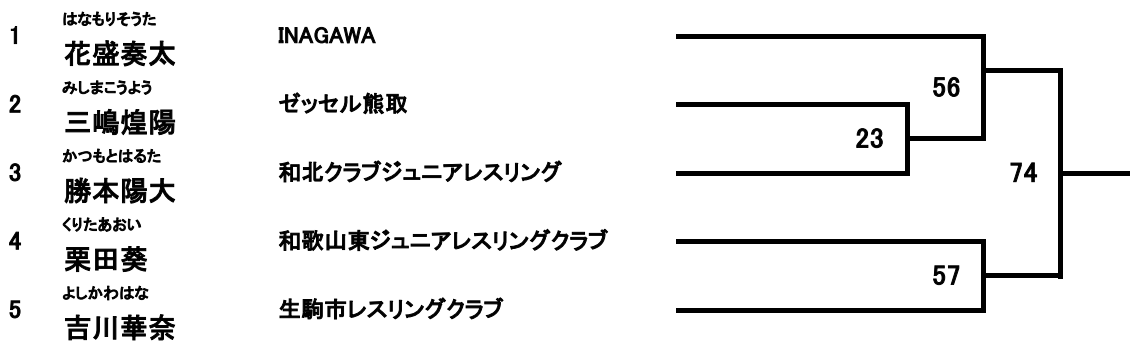 はなもりそうた
1 花盛奏太 INAGAWA
みしまこうよう
2 三嶋煌陽 ゼッセル熊取
56
23
かつもとはるた
3 勝本陽大 和北クラブジュニアレスリング
74
くりたあおい
4 栗田葵 和歌山東ジュニアレスリングクラブ
57
よしかわはな
5 吉川華奈 生駒市レスリングクラブ